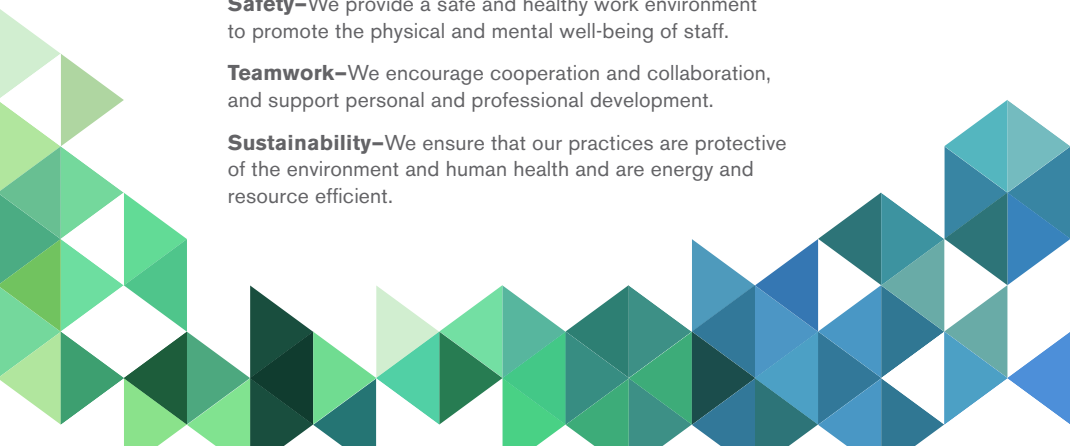 Safety–We provide a safe and healthy work environment
to promote the physical and mental well-being of staff.
Teamwork–We encourage cooperation and collaboration,
and support personal and professional development.
Sustainability–We ensure that our practices are protective
of the environment and human health and are energy and
resource efficient.